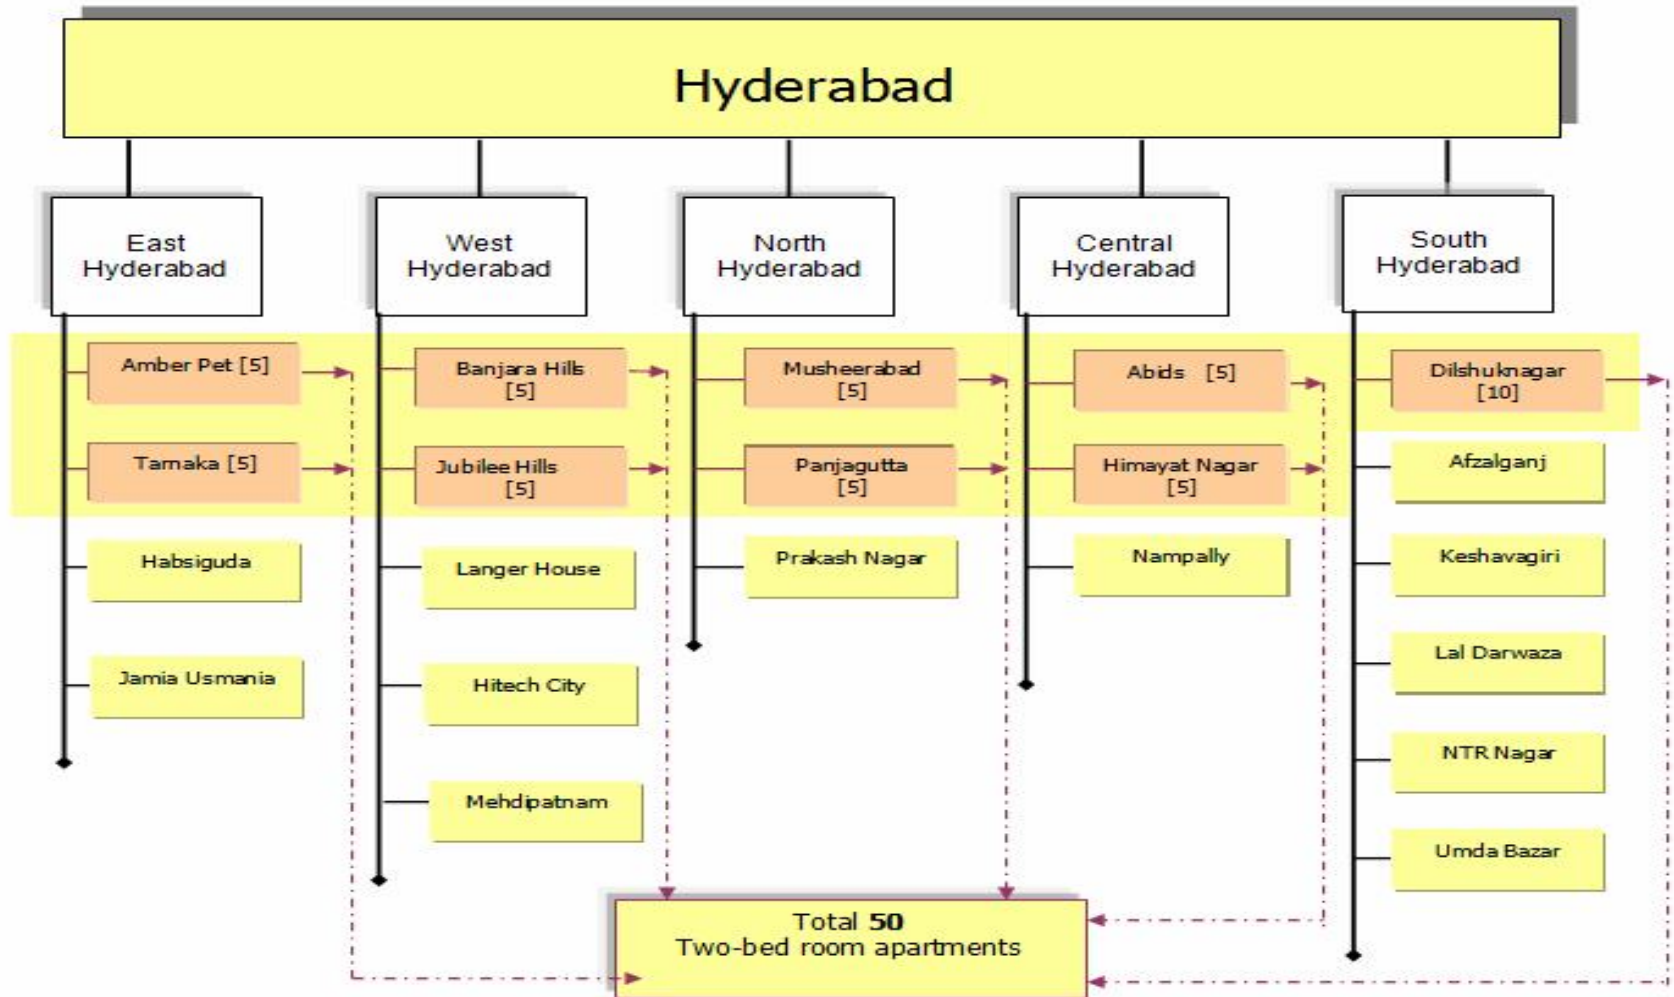 Hyderabad
East
Hyderabad
West
Hyderabad
North
Hyderabad
Central
Hyderabad
South
Hyderabad
Amber Pet [5]
Tarnaka [5]
Habsiguda
Jamia Usmania
Banjara Hills
[5]
Jubilee Hills
[5]
Langer House
Hitech City
Mehdipatnam
Musheerabad
[5]
Panjagutta
[5]
Prakash Nagar
Abids [5]
Himayat Nagar
[5]
Nampally
Dilshuknagar
[10]
Afzalganj
Keshavagiri
Lal Darwaza
NTR Nagar
Umda Bazar
Total 50
Two-bed room apartments